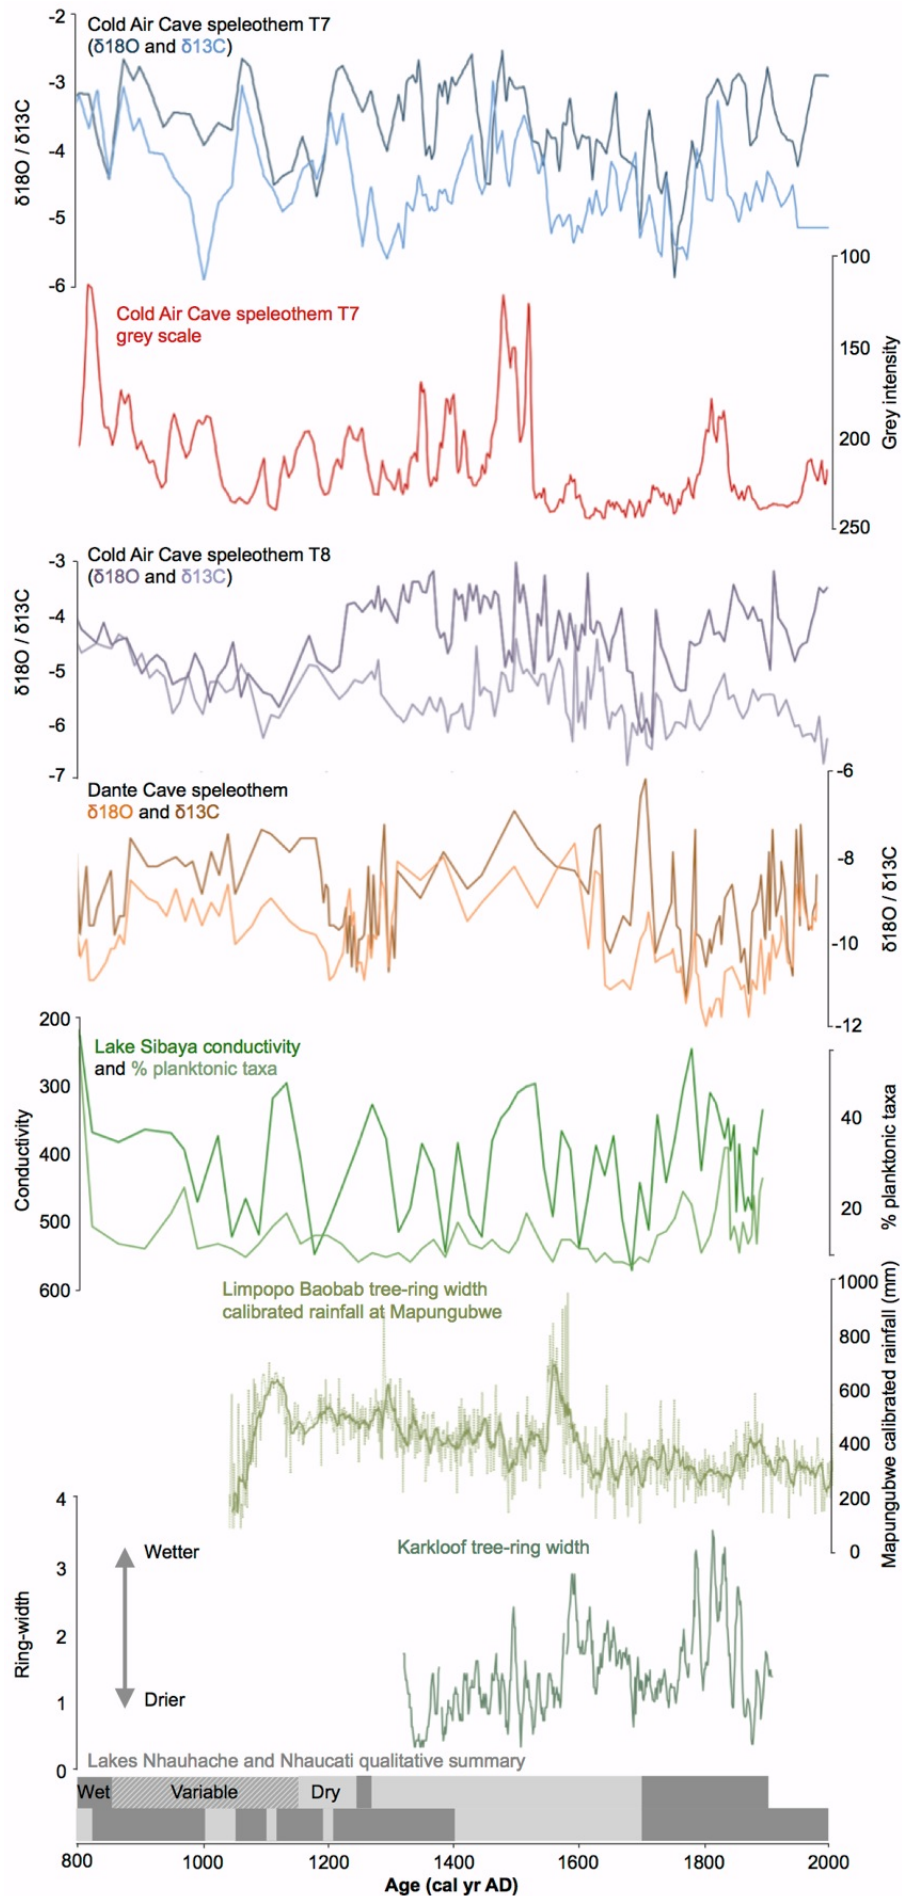 -2
Cold Air Cave speleothem T7
(δ18O and δ13C)
-3
-4
-5
-6
δ18O / δ13C
100
Cold Air Cave speleothem T7
grey scale
150
200
250
Grey intensity
-3
Cold Air Cave speleothem T8
(δ18O and δ13C)
-4
-5
-6
-7
δ18O / δ13C
-6
Dante Cave speleothem
δ18O and δ13C
-8
-10
-12
δ18O / δ13C
200
Lake Sibaya conductivity
and % planktonic taxa
300
400
500
600
Conductivity
40
20
% planktonic taxa
Limpopo Baobab tree-ring width
calibrated rainfall at Mapungubwe
1000
800
600
400
200
0
Mapungubwe calibrated rainfall (mm)
4
3
2
1
0
Ring-width
Wetter
Drier
Karkloof tree-ring width
Lakes Nhauhache and Nhaucati qualitative summary
Wet Variable Dry
800 1000 1200 1400 1600 1800 2000
Age (cal yr AD)